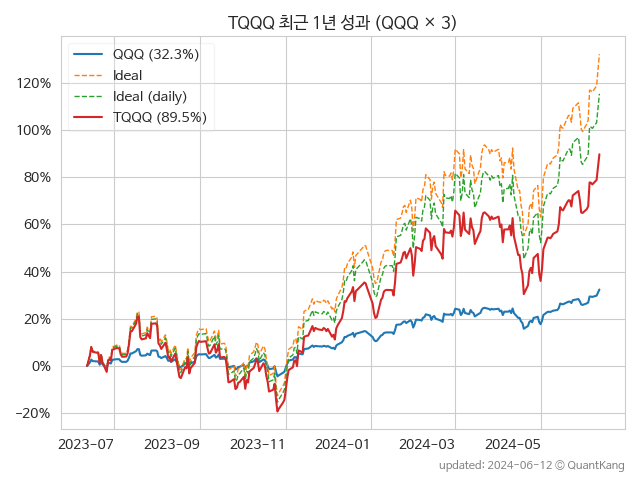 TQQQ 최근 1년 성과 (QQQ × 3)
QQQ (32.3%)
Ideal
Ideal (daily)
TQQQ (89.5%)
120%
100%
80%
60%
40%
20%
0%
−20%
2023-07
2023-09
2023-11
2024-01
2024-03
2024-05
updated: 2024-06-12 © QuantKang